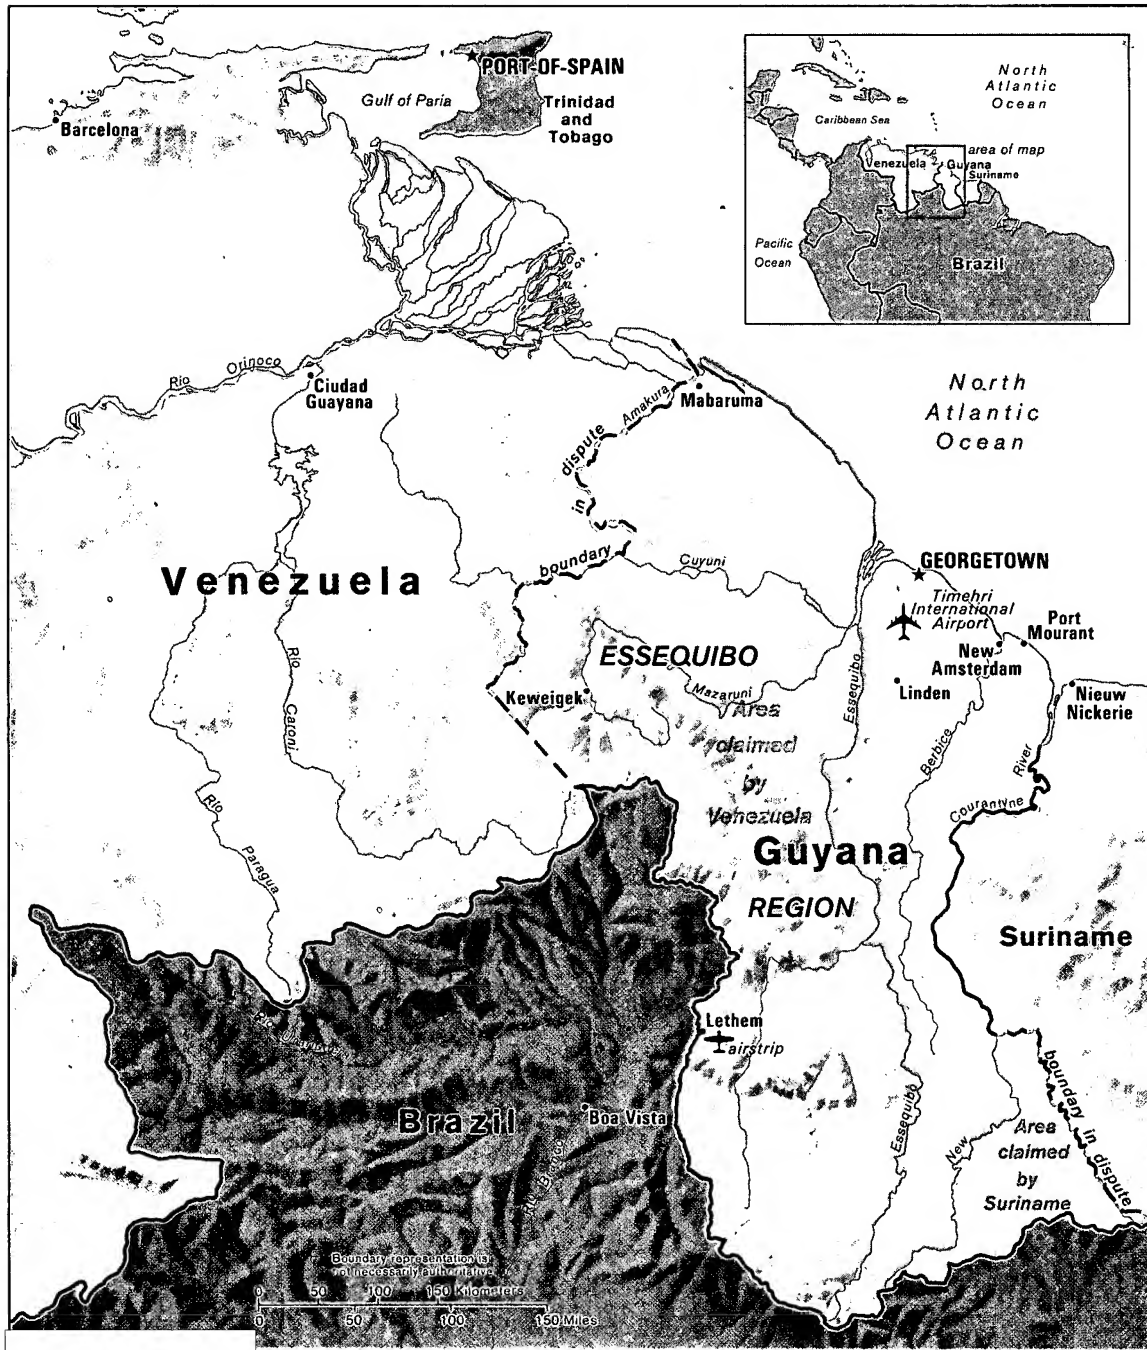 PORT-OF-SPAIN
Gulf of Paria
Trinidad
and
Tobago
Barcelona
North
Atlantic
Ocean
Caribbean Sea
area of map
Venezuela
Guyana
Suriname
Pacific
Ocean
Brazil
Rio Orinoco
Ciudad
Guayana
Amakura
Mabaruma
North
Atlantic
Ocean
boundary in dispute
Cuyuni
GEORGETOWN
Timehri
International
Airport
Port
Mourant
New
Amsterdam
Linden
Nieuw
Nickerie
Venezuela
ESSEQUIBO
Keweigek
Mazaruni
Essequibo
Berbice
Courantyne River
Rio Caroni
Area
claimed
by
Venezuela
Rio Paragua
Guyana
REGION
Suriname
Lethem
airstrip
Brazil
Boa Vista
Rio Branco
Essequibo
New
boundary in dispute
Area
claimed
by
Suriname
Boundary representation is
not necessarily authoritative
0 50 100 150 Kilometers
0 50 100 150 Miles